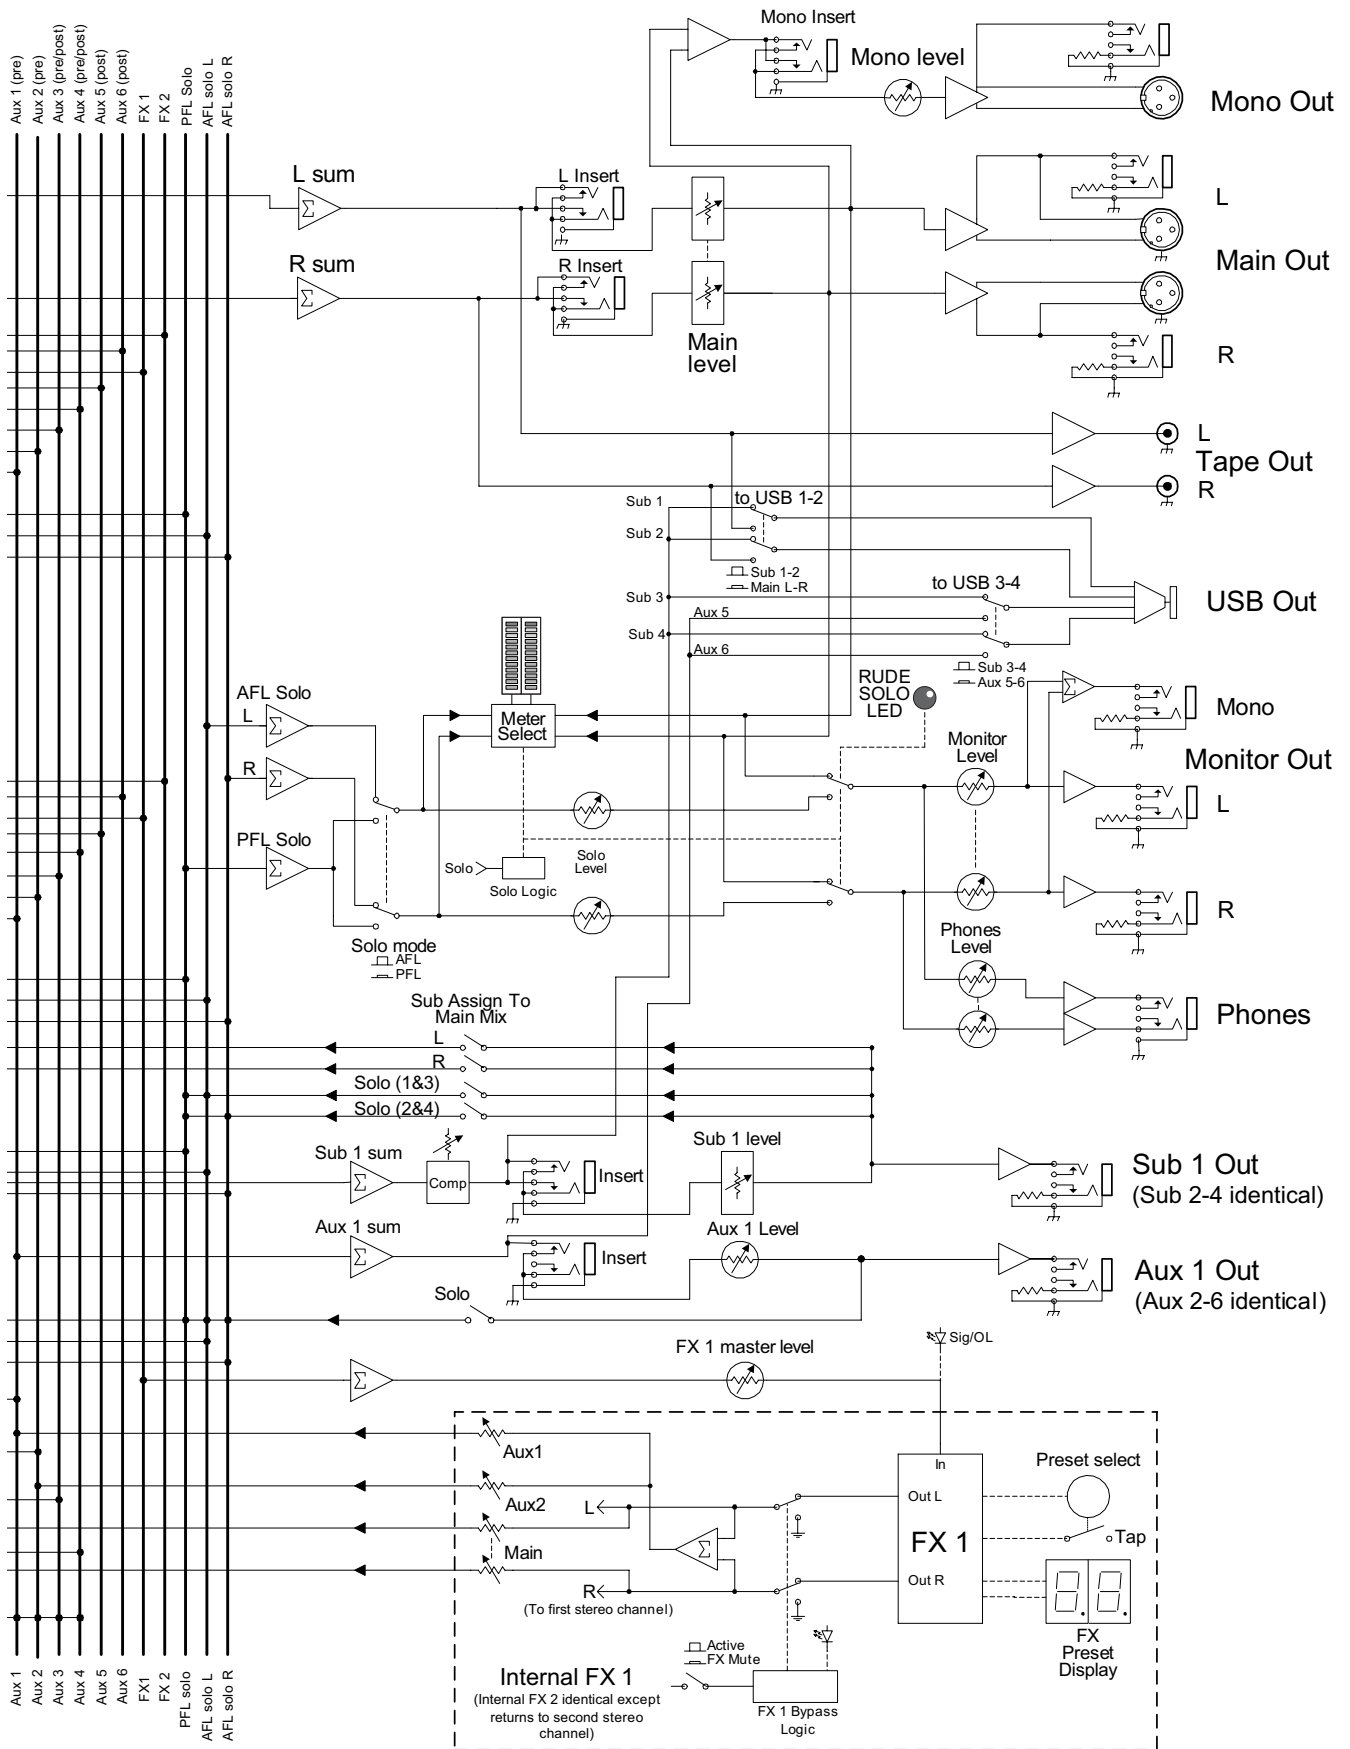 Aux 1 (pre)
Aux 2 (pre)
Aux 3 (pre/post)
Aux 4 (pre/post)
Aux 5 (post)
Aux 6 (post)
FX 1
FX 2
PFL Solo
AFL solo L
AFL solo R
Mono Insert
Mono level
Mono Out
L sum
L Insert
L
R sum
R Insert
Main Out
Main
level
R
L
Tape Out
R
Sub 1
to USB 1-2
Sub 2
Sub 1-2
Main L-R
to USB 3-4
Sub 3
Aux 5
USB Out
Sub 4
Aux 6
Sub 3-4
Aux 5-6
RUDE
SOLO
LED
AFL Solo
L
Meter
Select
Monitor
Level
Mono
R
Monitor Out
L
PFL Solo
Solo
Solo Logic
Solo
Level
R
Phones
Level
Solo mode
AFL
PFL
Sub Assign To
Main Mix
Phones
L
R
Solo (1&3)
Solo (2&4)
Sub 1 sum
Comp
Insert
Sub 1 level
Sub 1 Out
(Sub 2-4 identical)
Aux 1 sum
Insert
Aux 1 Level
Aux 1 Out
(Aux 2-6 identical)
Solo
Sig/OL
FX 1 master level
Aux1
In
Preset select
Aux2
L
Out L
FX 1
Tap
Main
R
Out R
(To first stereo channel)
FX
Preset
Display
Active
FX Mute
Internal FX 1
(Internal FX 2 identical except
returns to second stereo
channel)
FX 1 Bypass
Logic
Aux 1
Aux 2
Aux 3
Aux 4
Aux 5
Aux 6
FX1
FX 2
PFL solo
AFL solo L
AFL solo R